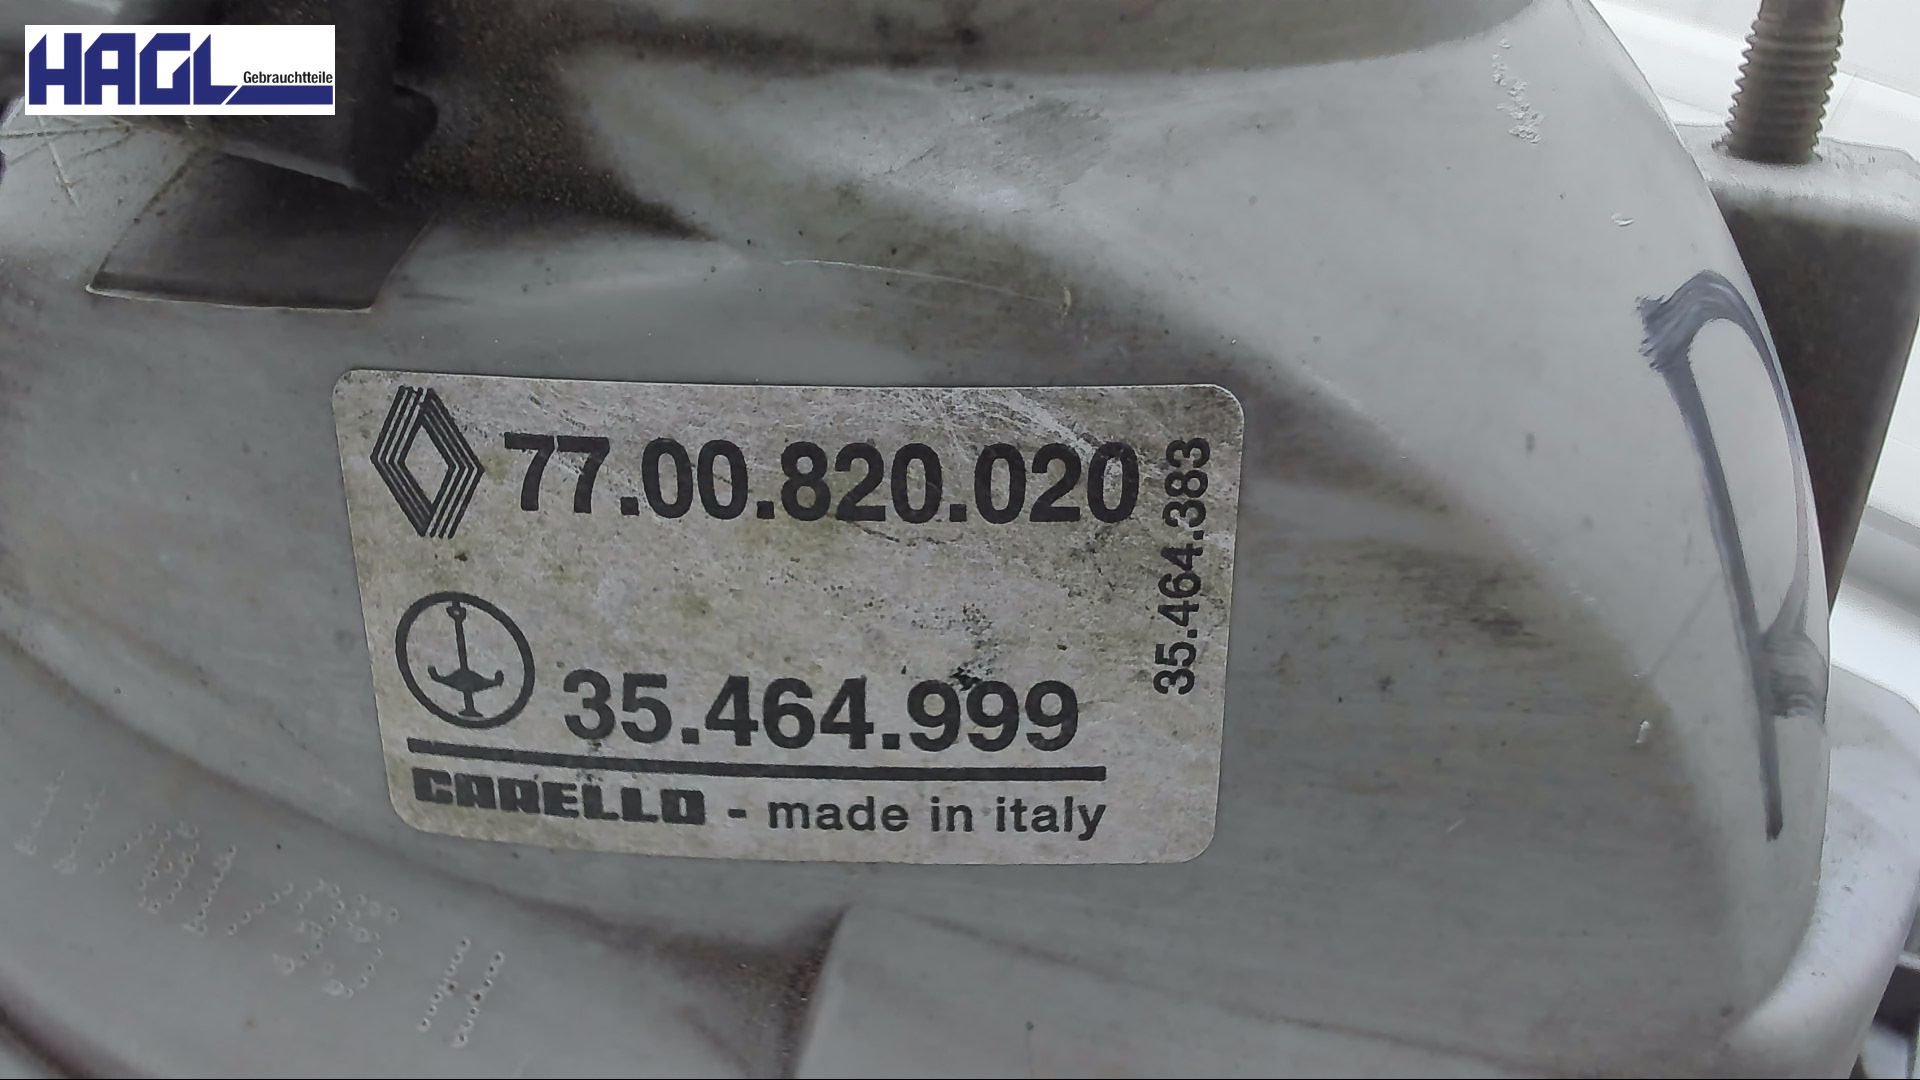 HAGL
Gebrauchtteile
77.00.820.020
35.464.383
35.464.999
CARELLO - made in italy